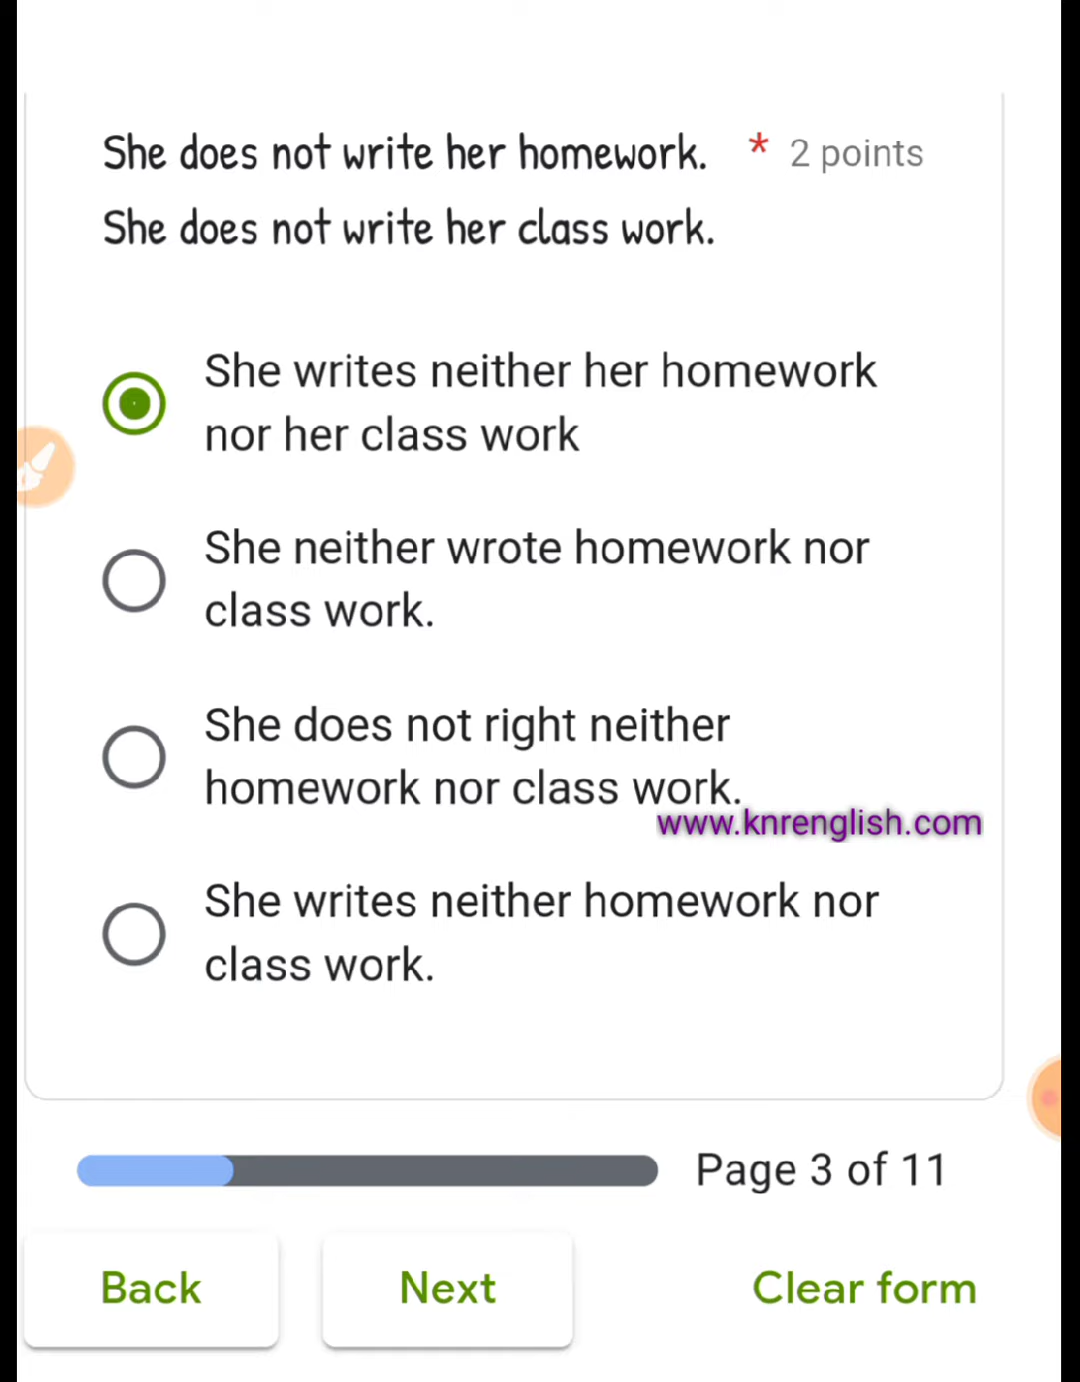 She does not write her homework. * 2 points
She does not write her class work.
She writes neither her homework
nor her class work
She neither wrote homework nor
class work.
She does not right neither
homework nor class work.
www.knrenglish.com
She writes neither homework nor
class work.
Page 3 of 11
Back Next Clear form